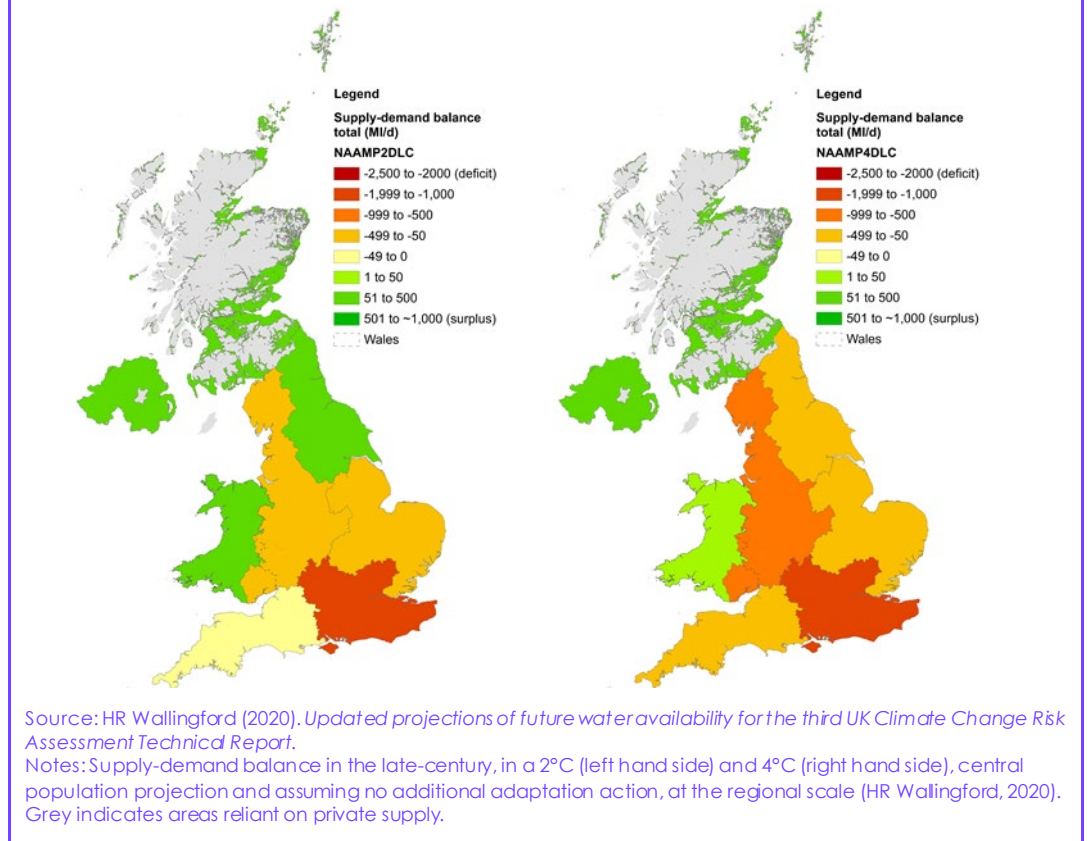 Legend
Supply-demand balance
total (Ml/d)
NAAMP2DLC
-2,500 to -2000 (deficit)
-1,999 to -1,000
-999 to -500
-499 to -50
-49 to 0
1 to 50
51 to 500
501 to ~1,000 (surplus)
Wales
Legend
Supply-demand balance
total (Ml/d)
NAAMP4DLC
-2,500 to -2000 (deficit)
-1,999 to -1,000
-999 to -500
-499 to -50
-49 to 0
1 to 50
51 to 500
501 to ~1,000 (surplus)
Wales
Source: HR Wallingford (2020). Updated projections of future water availability for the third UK Climate Change Risk
Assessment Technical Report.
Notes: Supply-demand balance in the late-century, in a 2°C (left hand side) and 4°C (right hand side), central
population projection and assuming no additional adaptation action, at the regional scale (HR Wallingford, 2020).
Grey indicates areas reliant on private supply.